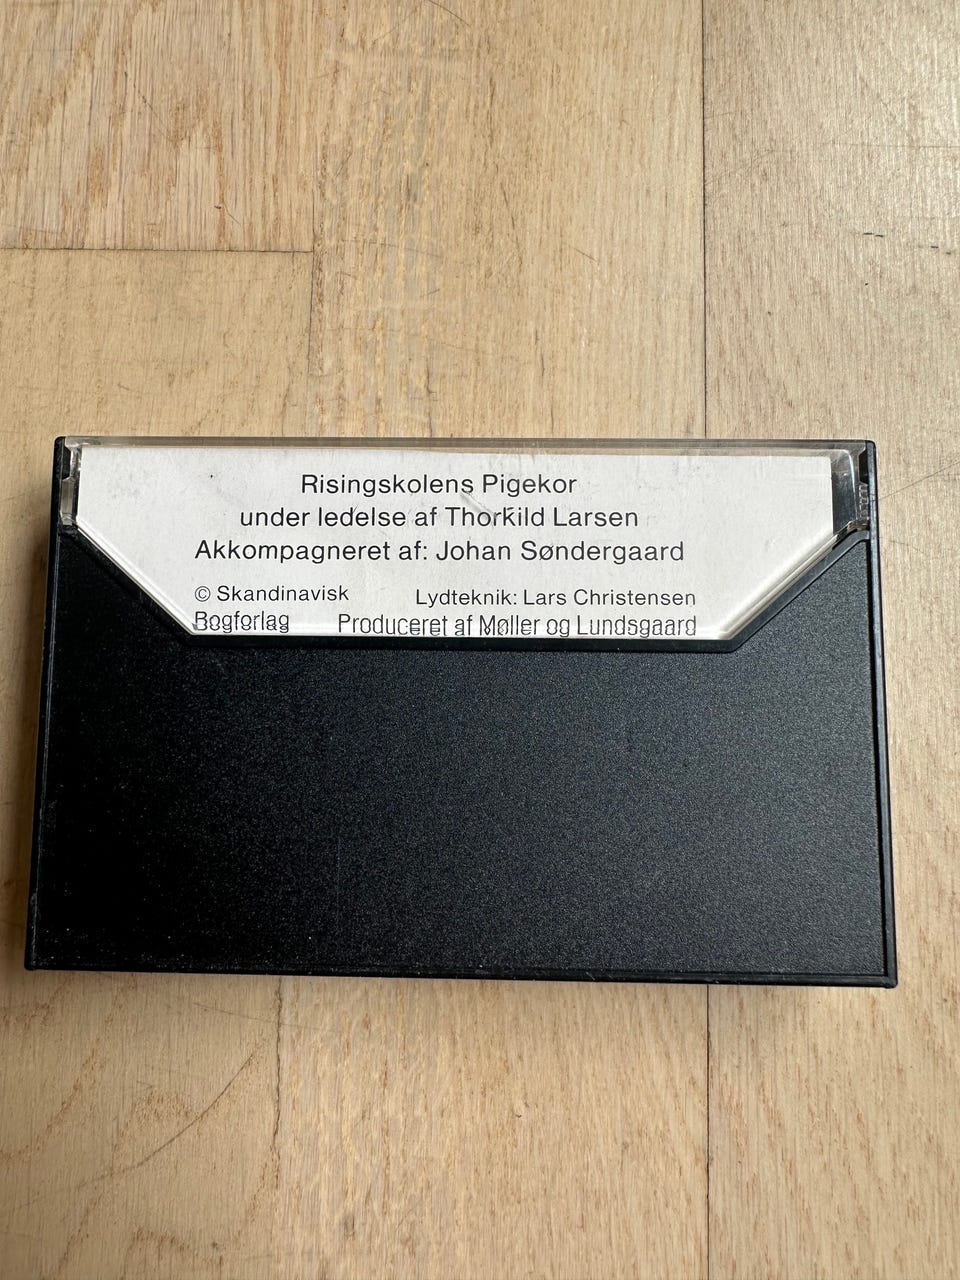 Risingskolens Pigekor
under ledelse af Thorkild Larsen
Akkompagneret af: Johan Søndergaard
© Skandinavisk
Bogforlag
Lydteknik: Lars Christensen
Produceret af Møller og Lundsgaard